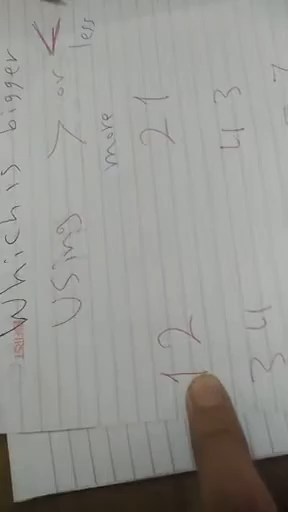 Which is bigger
Using > or <
more less
12 21
34 43